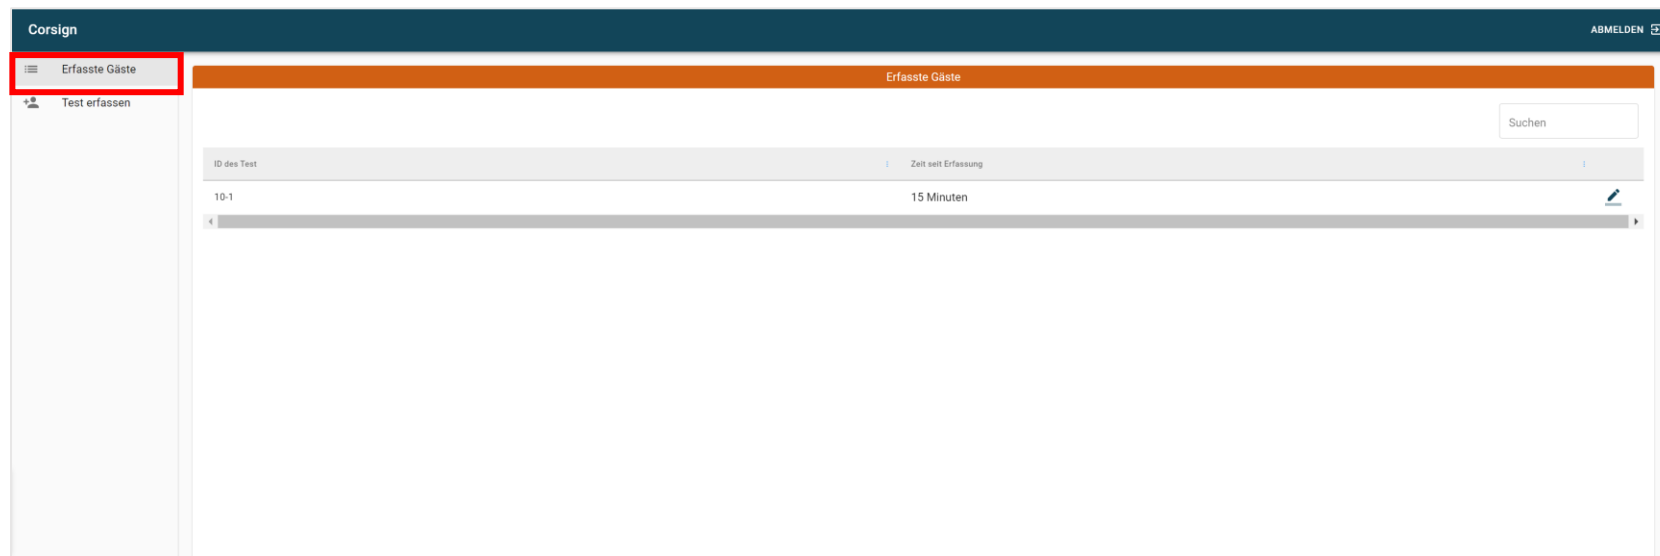 Corsign
ABMELDEN
Erfasste Gäste
Test erfassen
Erfasste Gäste
Suchen
ID des Test
Zeit seit Erfassung
10-1
15 Minuten